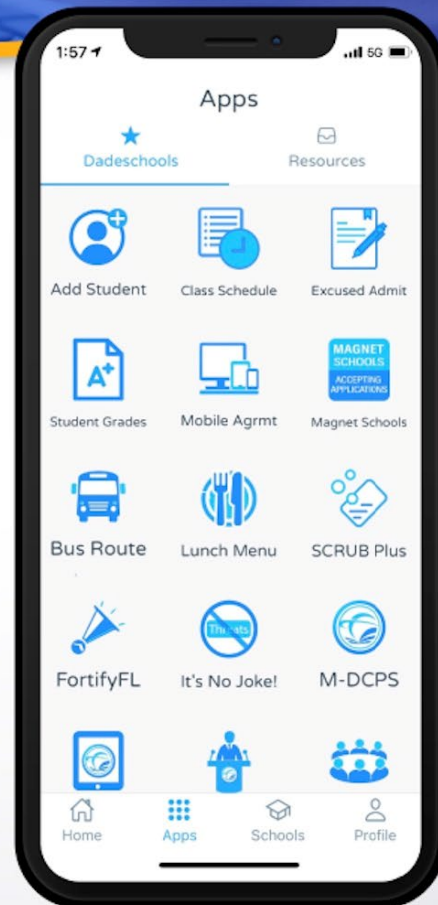 1:57
5G
Apps
Dadeschools
Resources
Add Student
Class Schedule
Excused Admit
A+
MAGNET
SCHOOLS
ACCEPTING
APPLICATIONS
Student Grades
Mobile Agrmt
Magnet Schools
Bus Route
Lunch Menu
SCRUB Plus
Threats
FortifyFL
It's No Joke!
M-DCPS
Home
Apps
Schools
Profile